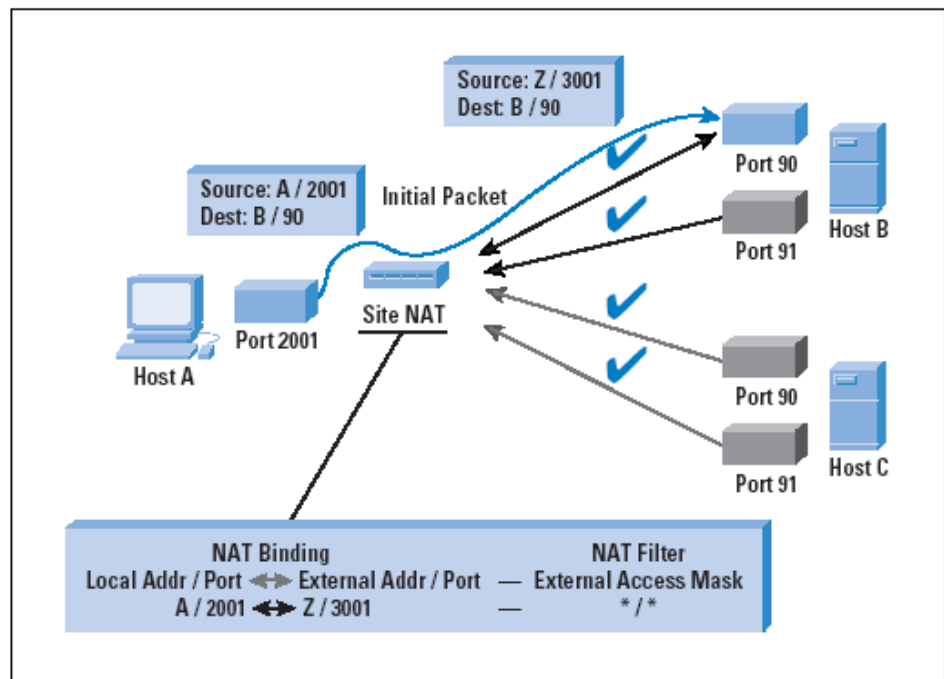 Source: Z / 3001
Dest: B / 90
Port 90
Source: A / 2001
Dest: B / 90
Initial Packet
Host B
Port 91
Site NAT
Port 2001
Host A
Port 90
Host C
Port 91
NAT Binding
NAT Filter
Local Addr / Port External Addr / Port — External Access Mask
A / 2001 Z / 3001 — * / *